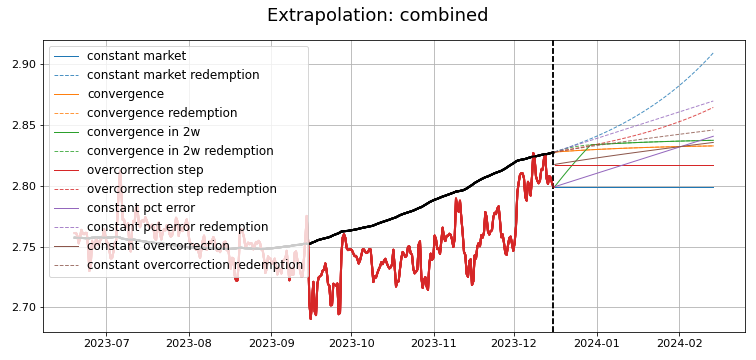 Extrapolation: combined
2.90
2.85
2.80
2.75
2.70
constant market
constant market redemption
convergence
convergence redemption
convergence in 2w
convergence in 2w redemption
overcorrection step
overcorrection step redemption
constant pct error
constant pct error redemption
constant overcorrection
constant overcorrection redemption
2023-07
2023-08
2023-09
2023-10
2023-11
2023-12
2024-01
2024-02